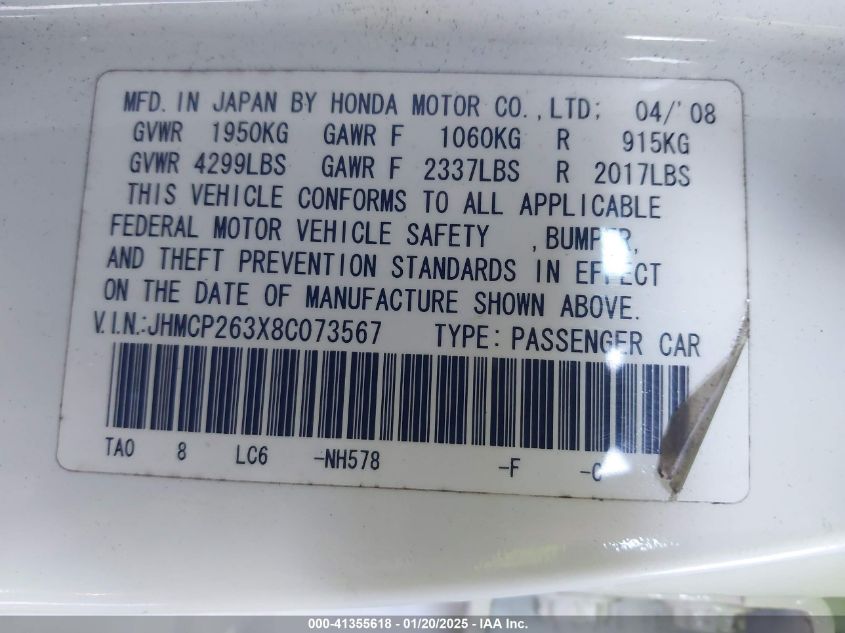 MFD. IN JAPAN BY HONDA MOTOR CO.,LTD; 04/'08
GVWR 1950KG GAWR F 1060KG R 915KG
GVWR 4299LBS GAWR F 2337LBS R 2017LBS
THIS VEHICLE CONFORMS TO ALL APPLICABLE
FEDERAL MOTOR VEHICLE SAFETY ,BUMPER,
AND THEFT PREVENTION STANDARDS IN EFFECT
ON THE DATE OF MANUFACTURE SHOWN ABOVE.
V.I.N.:JHMCP263X8C073567 TYPE: PASSENGER CAR
TA0 8 LC6 -NH578 -F -C
000-41355618 - 01/20/2025 - IAA Inc.